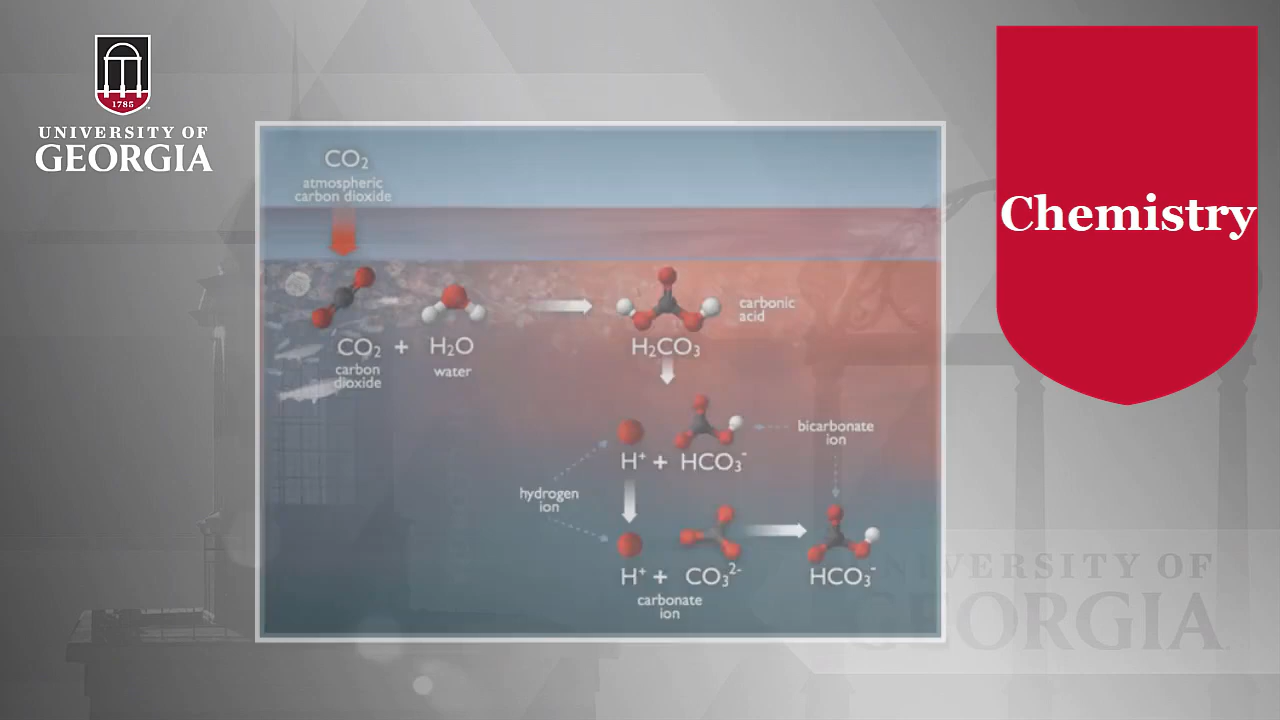 1785
UNIVERSITY OF
GEORGIA
Chemistry
CO₂
atmospheric
carbon dioxide
CO₂ + H₂O
carbon
dioxide
water
H₂CO₃
carbonic
acid
H⁺ + HCO₃⁻
bicarbonate
ion
hydrogen
ion
H⁺ + CO₃²⁻
carbonate
ion
HCO₃⁻
UNIVERSITY OF
GEORGIA